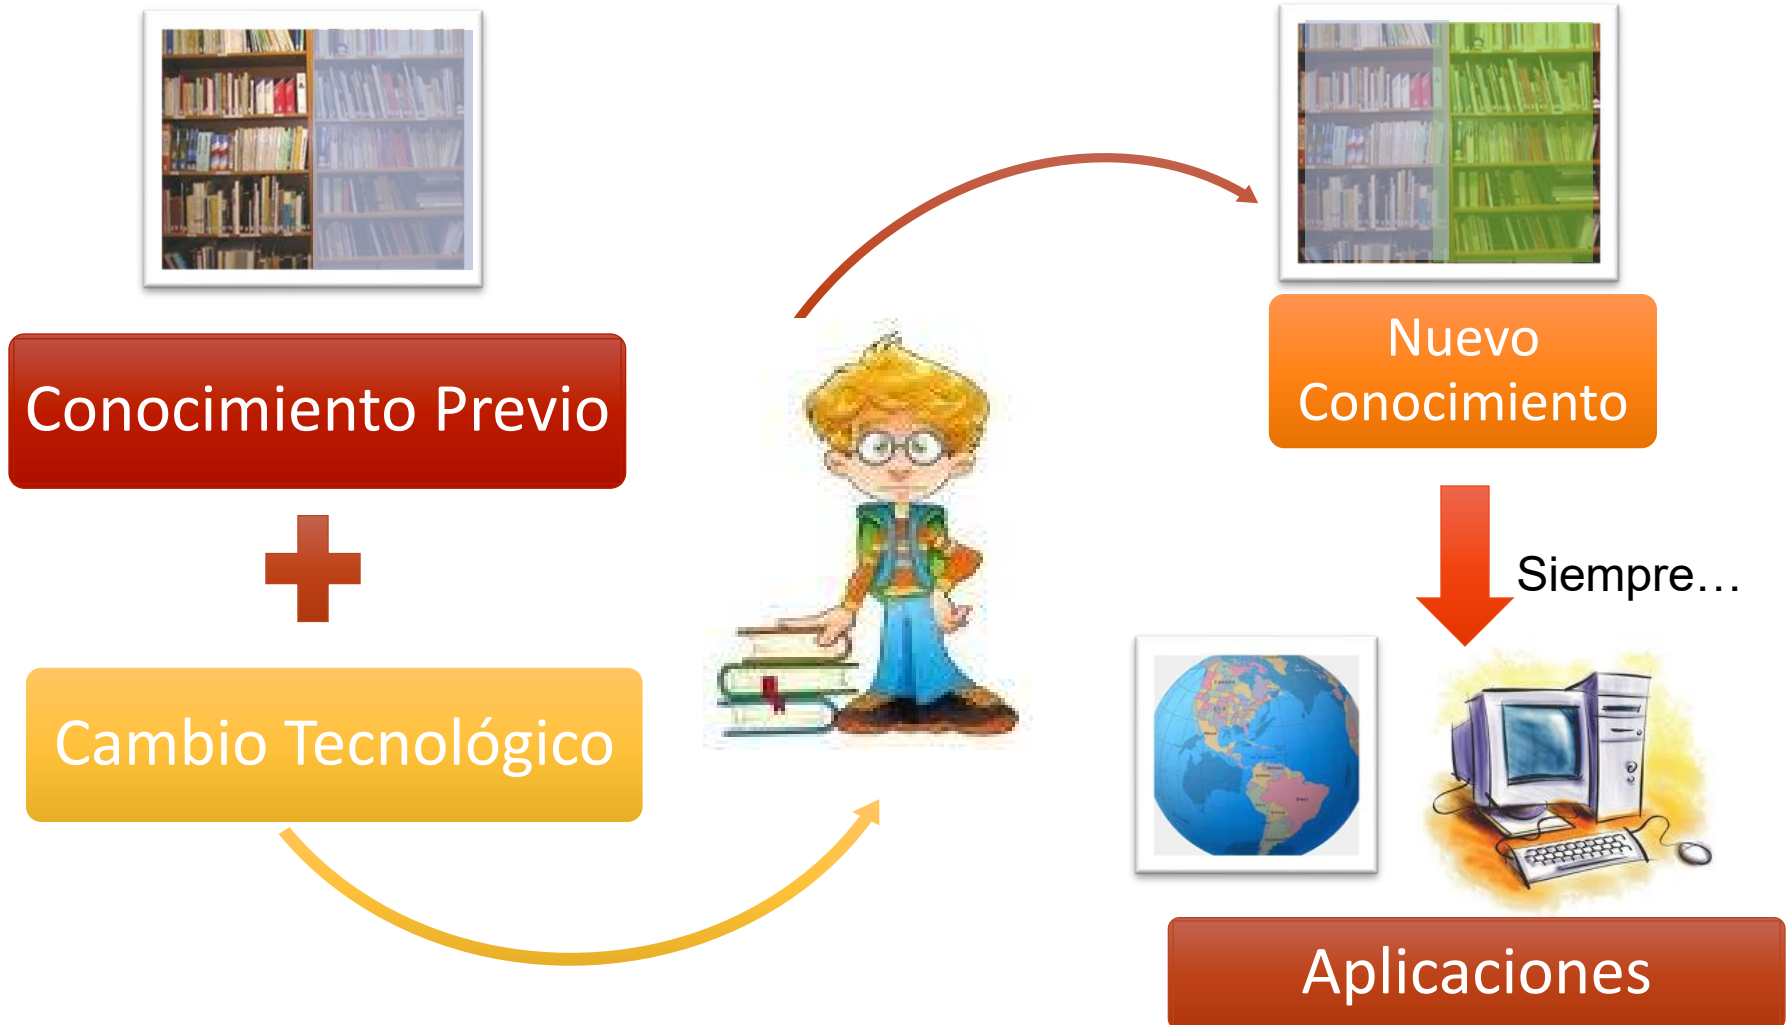 Conocimiento Previo
Cambio Tecnológico
Nuevo
Conocimiento
Siempre…
Aplicaciones